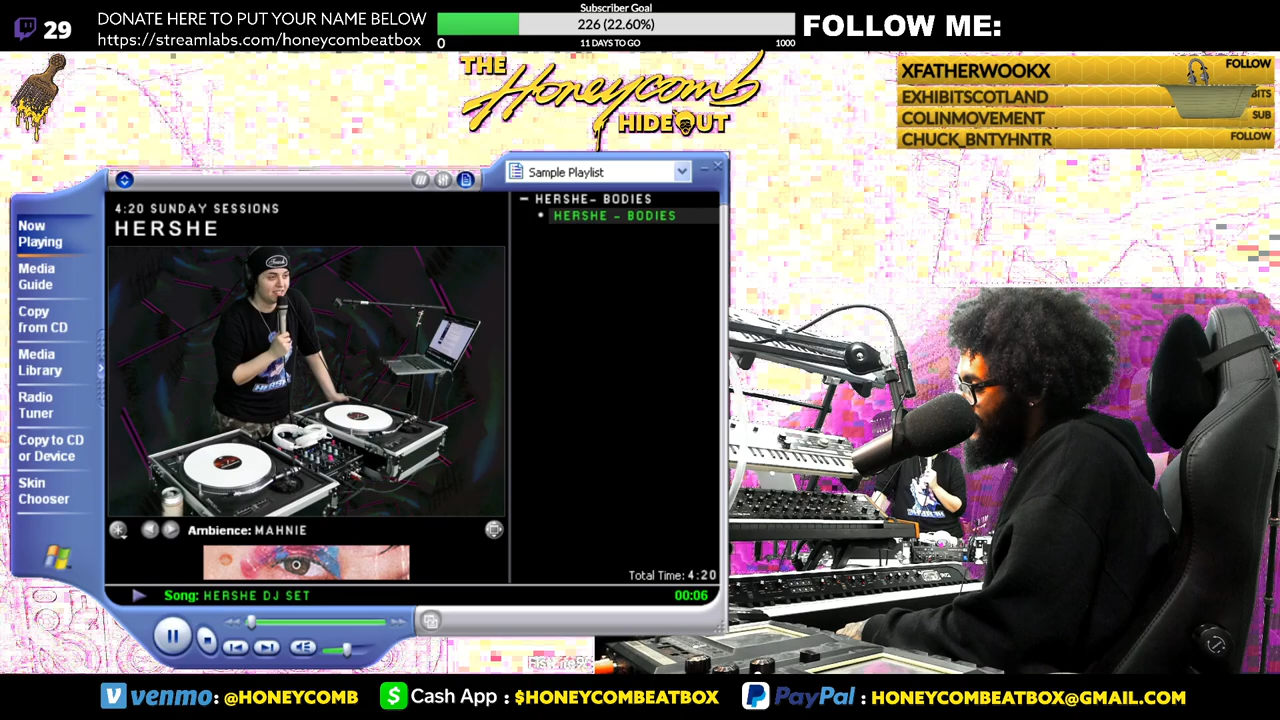 29
DONATE HERE TO PUT YOUR NAME BELOW
https://streamlabs.com/honeycombeatbox
Subscriber Goal
226 (22.60%)
0
11 DAYS TO GO
1000
FOLLOW ME:
THE
Honeycomb
HIDEOUT
XFATHERWOOKX
FOLLOW
EXHIBITSCOTLAND
BITS
COLINMOVEMENT
SUB
CHUCK_BNTYHNTR
FOLLOW
Sample Playlist
HERSHE- BODIES
HERSHE - BODIES
4:20 SUNDAY SESSIONS
HERSHE
Now
Playing
Media
Guide
Copy
from CD
Media
Library
Radio
Tuner
Copy to CD
or Device
Skin
Chooser
Ambience: MAHNIE
Total Time: 4:20
Song: HERSHE DJ SET
00:06
venmo: @HONEYCOMB
Cash App : $HONEYCOMBEATBOX
PayPal : HONEYCOMBEATBOX@GMAIL.COM